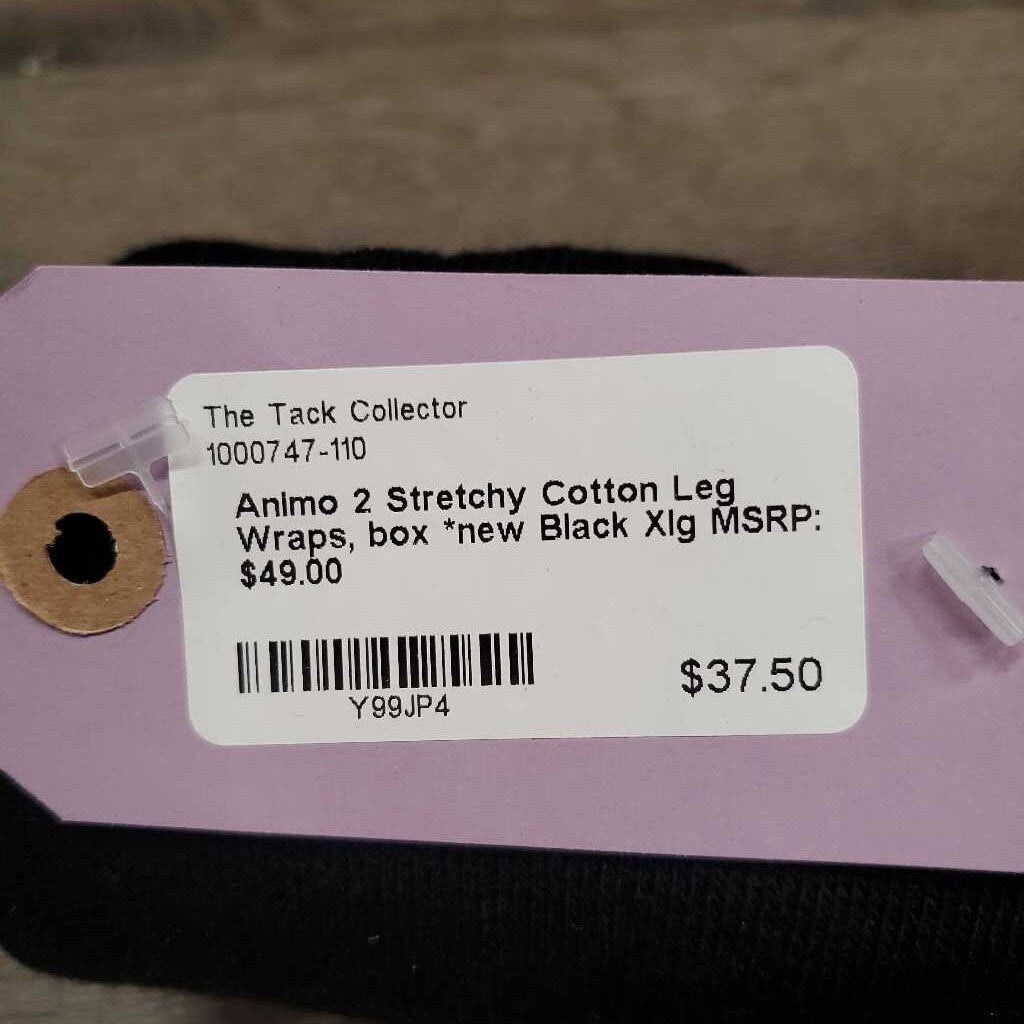 The Tack Collector
1000747-110
Animo 2 Stretchy Cotton Leg
Wraps, box *new Black Xlg MSRP:
$49.00
Y99JP4
$37.50